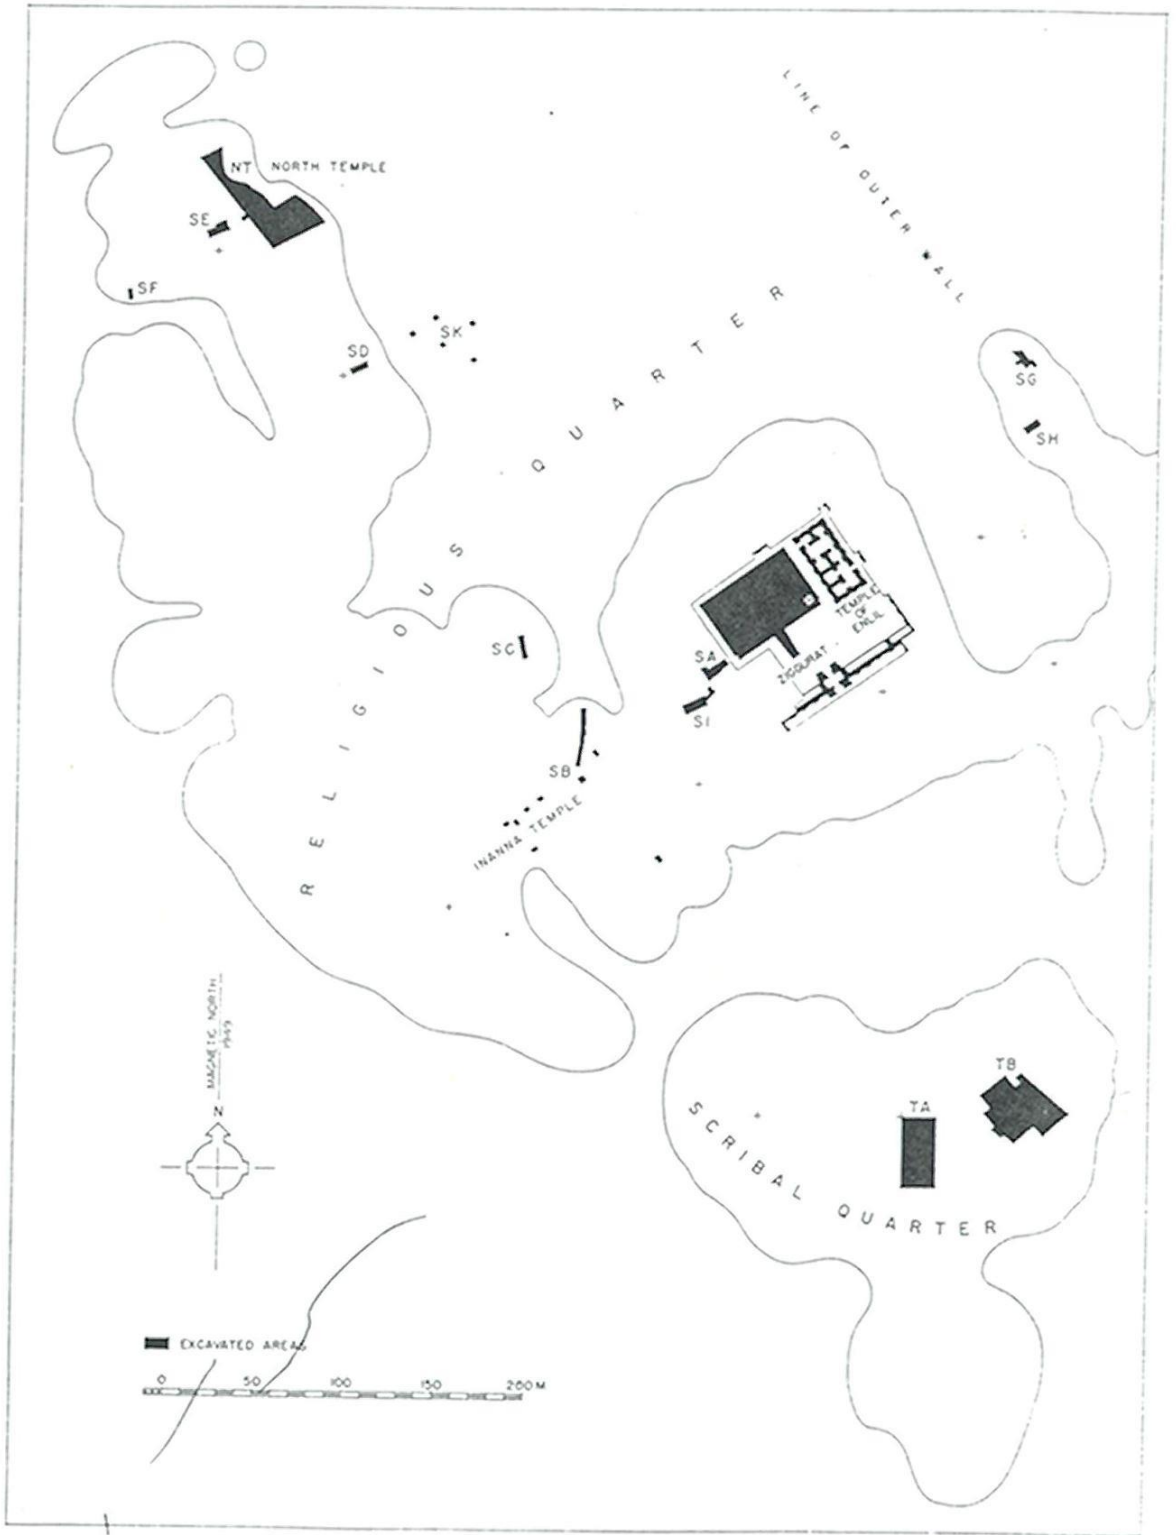 LINE OF OUTER WALL
NT NORTH TEMPLE
SE
SF
SK
SD
SG
SH
RELIGIOUS QUARTER
TEMPLE
OF
ENLIL
ZIGGURAT
SA
SI
SC
SB
INANNA TEMPLE
MAGNETIC NORTH
1949
N
TB
TA
SCRIBAL QUARTER
EXCAVATED AREAS
0 50 100 150 200 M.